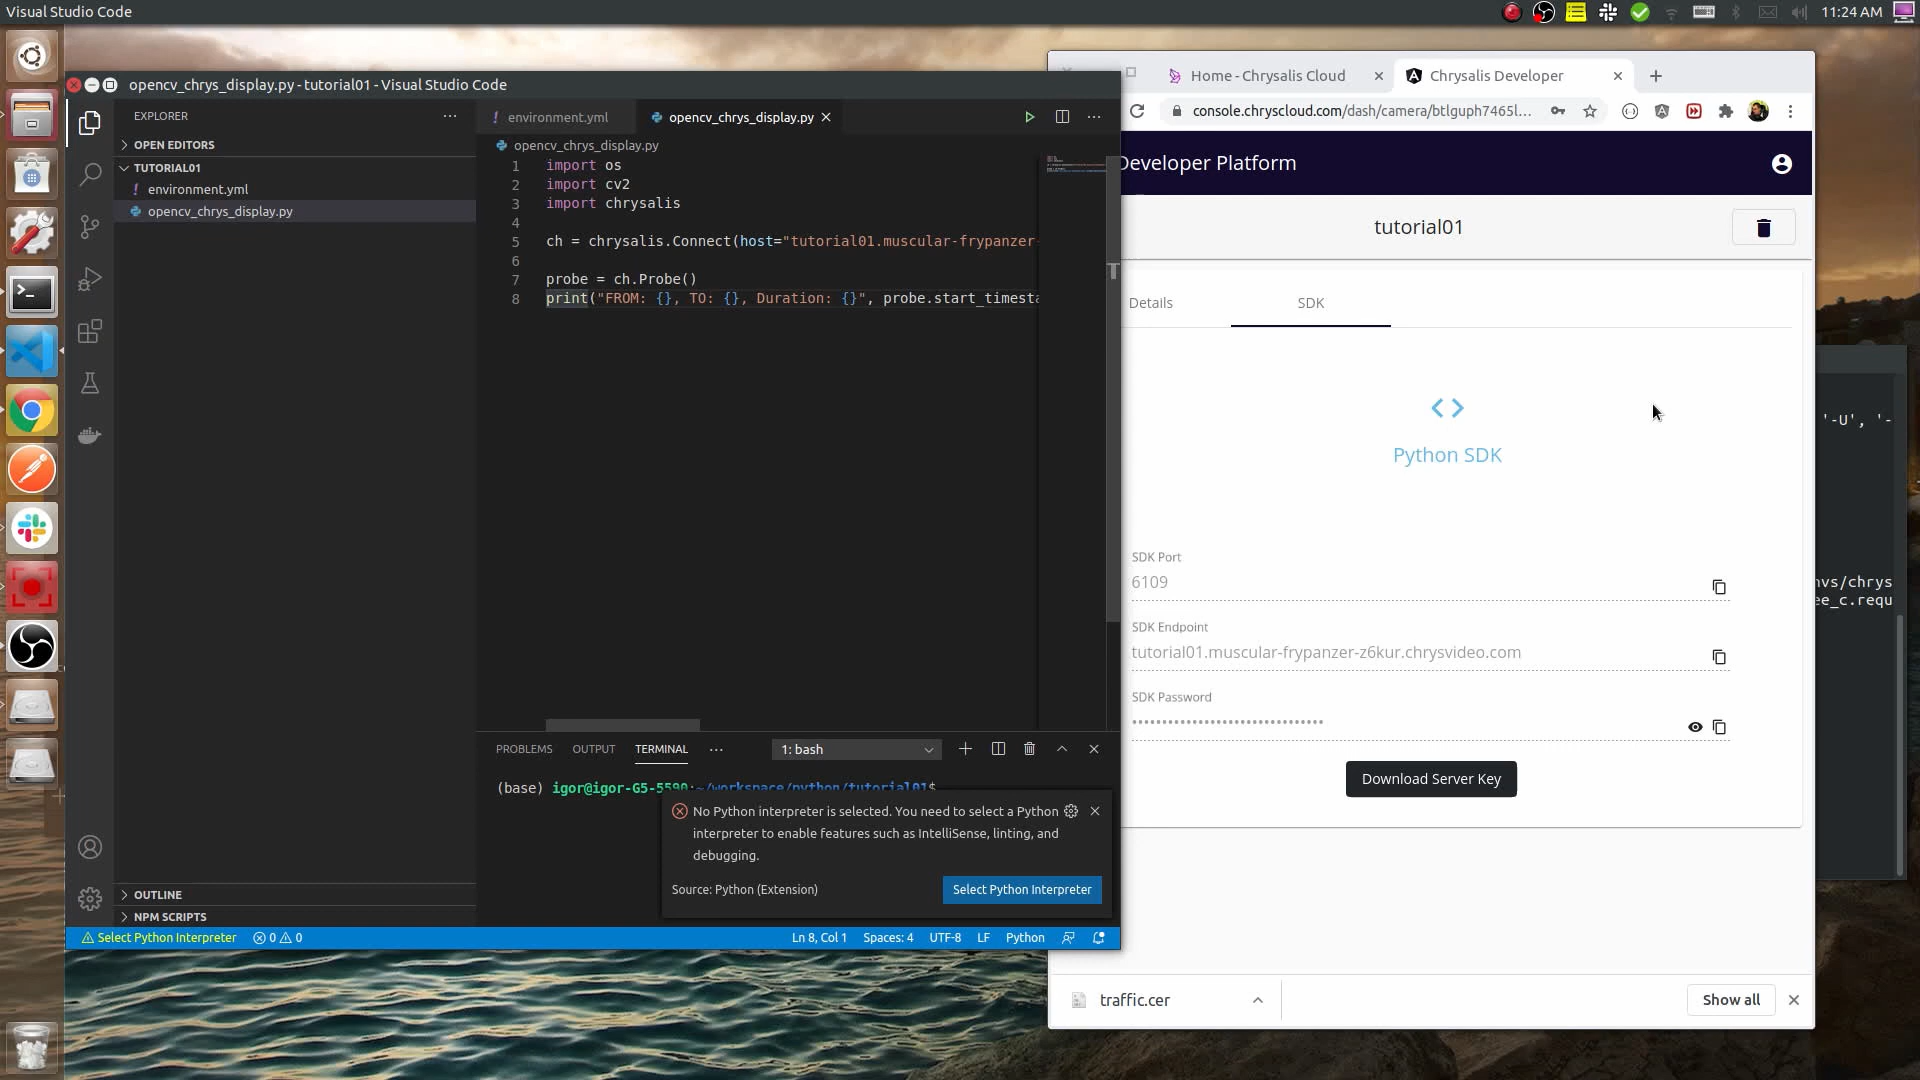 Visual Studio Code
11:24 AM
opencv_chrys_display.py - tutorial01 - Visual Studio Code
EXPLORER
OPEN EDITORS
TUTORIAL01
! environment.yml
opencv_chrys_display.py
OUTLINE
NPM SCRIPTS
! environment.yml
opencv_chrys_display.py
opencv_chrys_display.py
1 import os
2 import cv2
3 import chrysalis
4
5 ch = chrysalis.Connect(host="tutorial01.muscular-frypanzer-
6
7 probe = ch.Probe()
8 print("FROM: {}, TO: {}, Duration: {}", probe.start_timesta
PROBLEMS OUTPUT TERMINAL ··· 1: bash
(base) igor@igor-G5-5590:~/workspace/python/tutorial01$
No Python interpreter is selected. You need to select a Python
interpreter to enable features such as IntelliSense, linting, and
debugging.
Source: Python (Extension)
Select Python Interpreter
Select Python Interpreter 0 0 Ln 8, Col 1 Spaces: 4 UTF-8 LF Python
Home - Chrysalis Cloud
Chrysalis Developer
console.chryscloud.com/dash/camera/btlguph7465l...
Developer Platform
tutorial01
Details
SDK
Python SDK
SDK Port
6109
SDK Endpoint
tutorial01.muscular-frypanzer-z6kur.chrysvideo.com
SDK Password
••••••••••••••••••••••••••••••••
Download Server Key
traffic.cer
Show all
'-U', '-
nvs/chrys
ee_c.requ